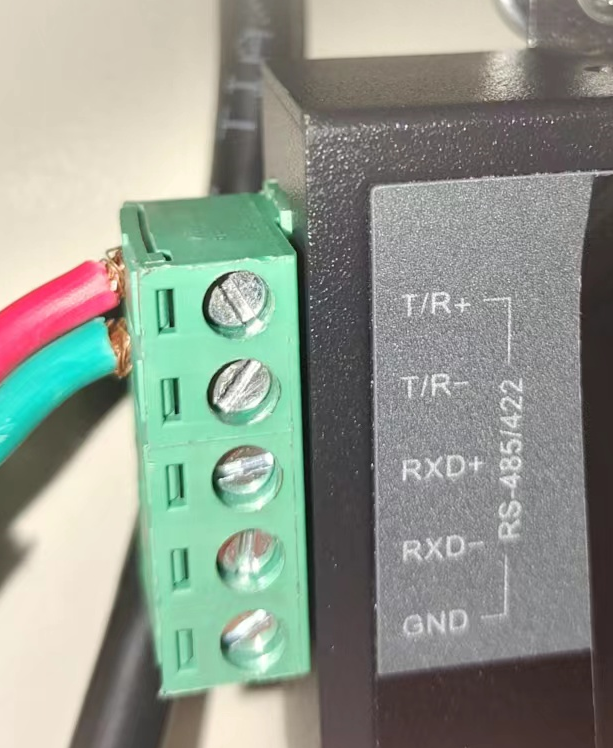 T/R+
T/R-
RXD+
RXD-
GND
RS-485/422